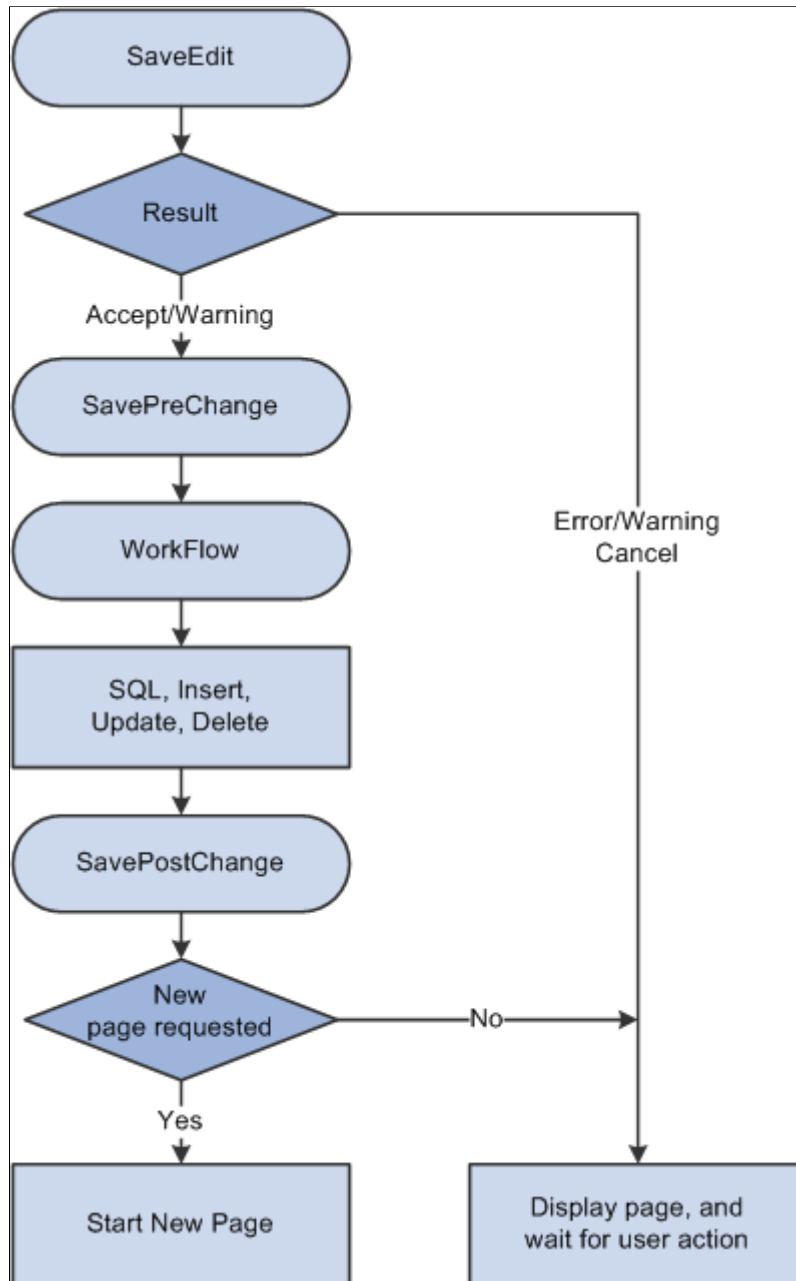 SaveEdit
Result
Accept/Warning
SavePreChange
WorkFlow
Error/Warning
Cancel
SQL, Insert,
Update, Delete
SavePostChange
New
page requested
No
Yes
Start New Page
Display page, and
wait for user action